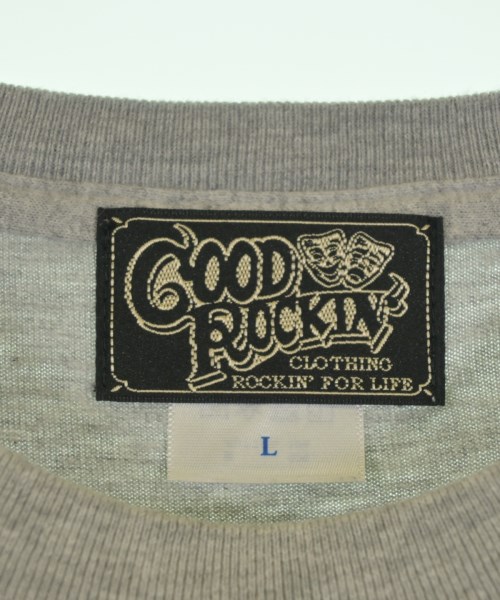 GOOD
ROCKIN'
CLOTHING
ROCKIN' FOR LIFE
L